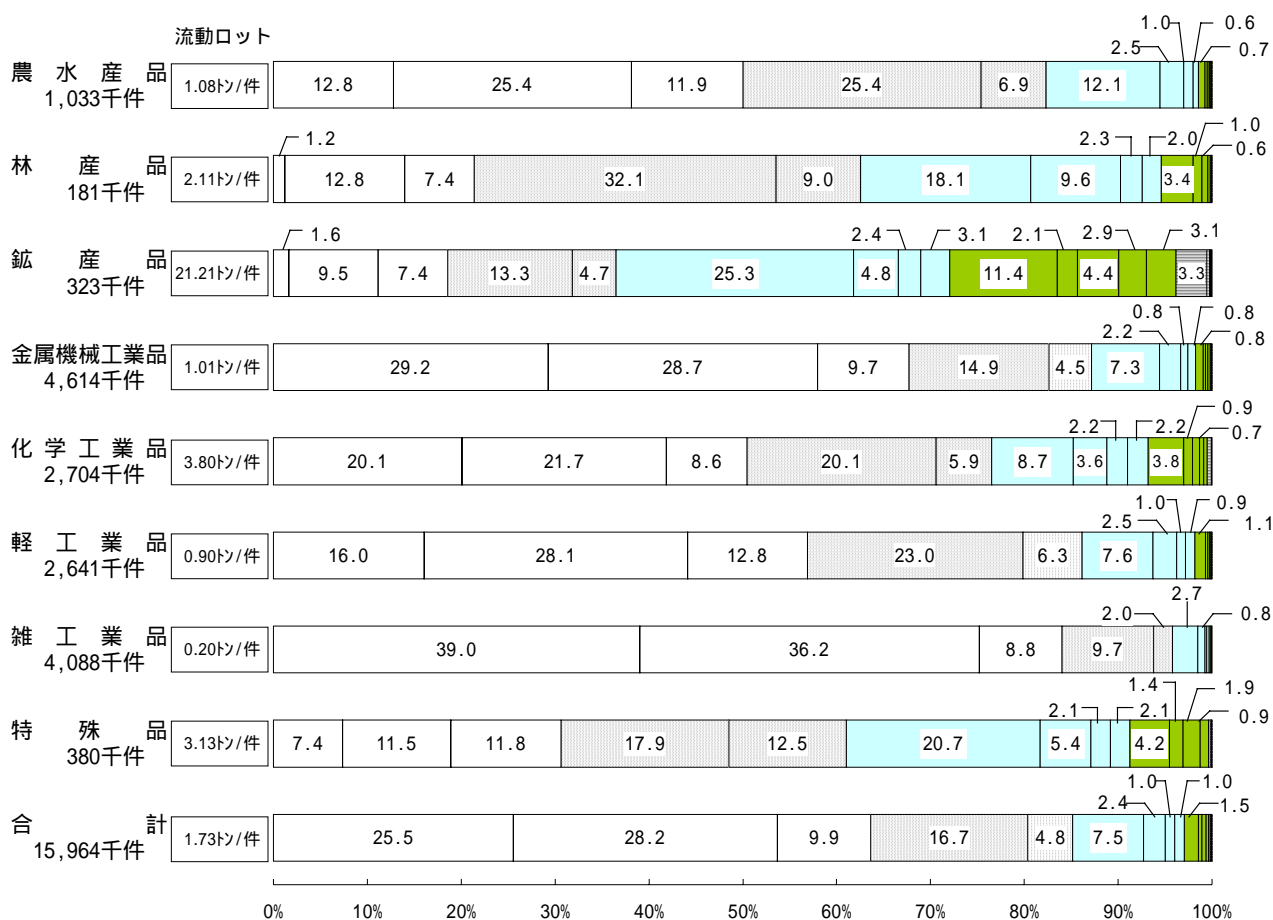 流動ロット
1.0 0.6
2.5 0.7
農水産品 1.08トン/件 12.8 25.4 11.9 25.4 6.9 12.1
1,033千件
1.2 2.3 2.0 1.0 0.6
林産品 2.11トン/件 12.8 7.4 32.1 9.0 18.1 9.6 3.4
181千件
1.6 2.4 3.1 2.1 2.9 3.1
鉱産品 21.21トン/件 9.5 7.4 13.3 4.7 25.3 4.8 11.4 4.4 3.3
323千件
0.8 0.8
2.2 0.8
金属機械工業品 1.01トン/件 29.2 28.7 9.7 14.9 4.5 7.3
4,614千件
0.9
2.2 2.2 0.7
化学工業品 3.80トン/件 20.1 21.7 8.6 20.1 5.9 8.7 3.6 3.8
2,704千件
1.0 0.9
2.5 1.1
軽工業品 0.90トン/件 16.0 28.1 12.8 23.0 6.3 7.6
2,641千件
2.7
2.0 0.8
雑工業品 0.20トン/件 39.0 36.2 8.8 9.7
4,088千件
1.4 1.9
2.1 2.1 0.9
特殊品 3.13トン/件 7.4 11.5 11.8 17.9 12.5 20.7 5.4 4.2
380千件
1.0 1.0
2.4 1.5
合計 1.73トン/件 25.5 28.2 9.9 16.7 4.8 7.5
15,964千件
0% 10% 20% 30% 40% 50% 60% 70% 80% 90% 100%